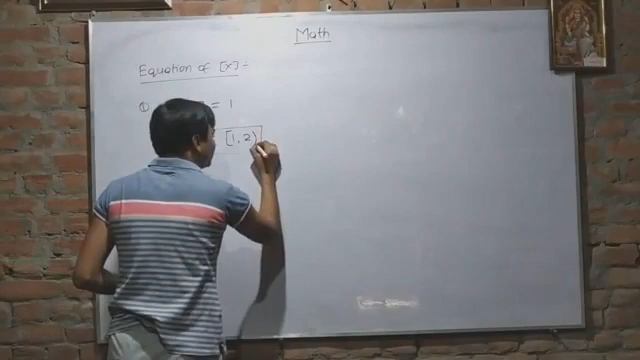 Math
Equation of [x] ÷
① = 1
[1, 2)